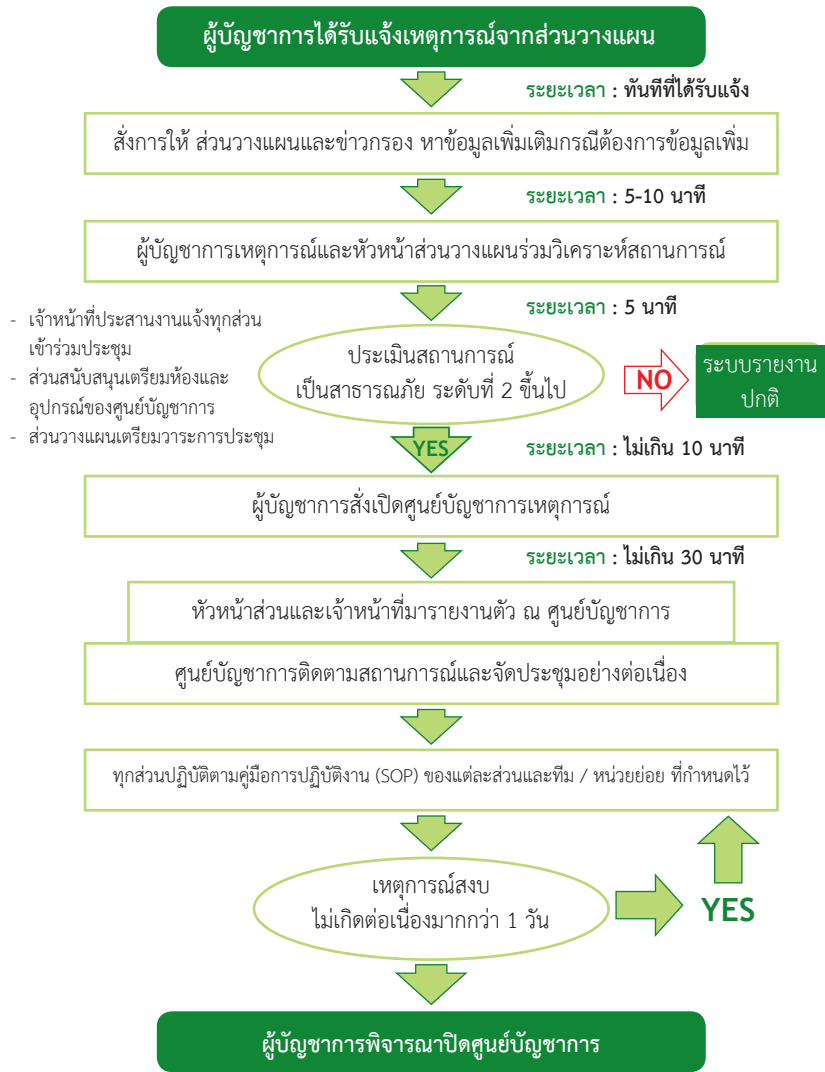 ผู้บัญชาการได้รับแจ้งเหตุการณ์จากส่วนวางแผน
ระยะเวลา : ทันทีที่ได้รับแจ้ง
สั่งการให้ ส่วนวางแผนและข่าวกรอง หาข้อมูลเพิ่มเติมกรณีต้องการข้อมูลเพิ่ม
ระยะเวลา : 5-10 นาที
ผู้บัญชาการเหตุการณ์และหัวหน้าส่วนวางแผนร่วมวิเคราะห์สถานการณ์
ระยะเวลา : 5 นาที
- เจ้าหน้าที่ประสานงานแจ้งทุกส่วน
เข้าร่วมประชุม
- ส่วนสนับสนุนเตรียมห้องและ
อุปกรณ์ของศูนย์บัญชาการ
- ส่วนวางแผนเตรียมวาระการประชุม
ประเมินสถานการณ์
เป็นสาธารณภัย ระดับที่ 2 ขึ้นไป
NO
ระบบรายงาน
ปกติ
YES
ระยะเวลา : ไม่เกิน 10 นาที
ผู้บัญชาการสั่งเปิดศูนย์บัญชาการเหตุการณ์
ระยะเวลา : ไม่เกิน 30 นาที
หัวหน้าส่วนและเจ้าหน้าที่มารายงานตัว ณ ศูนย์บัญชาการ
ศูนย์บัญชาการติดตามสถานการณ์และจัดประชุมอย่างต่อเนื่อง
ทุกส่วนปฏิบัติตามคู่มือการปฏิบัติงาน (SOP) ของแต่ละส่วนและทีม / หน่วยย่อย ที่กำหนดไว้
เหตุการณ์สงบ
ไม่เกิดต่อเนื่องมากกว่า 1 วัน
YES
ผู้บัญชาการพิจารณาปิดศูนย์บัญชาการ